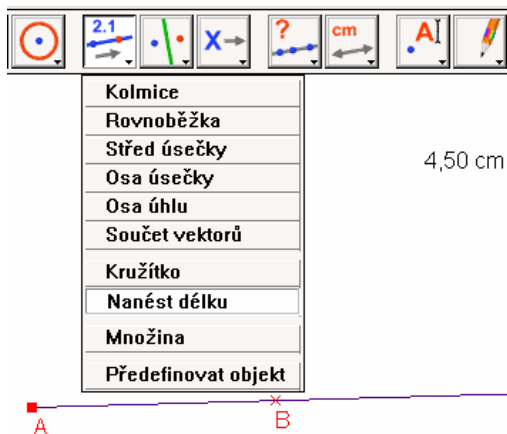 2.1 X ? cm A
Kolmice
Rovnoběžka
Střed úsečky
Osa úsečky
Osa úhlu
Součet vektorů
Kružítko
Nanést délku
Množina
Předefinovat objekt
4,50 cm
A B